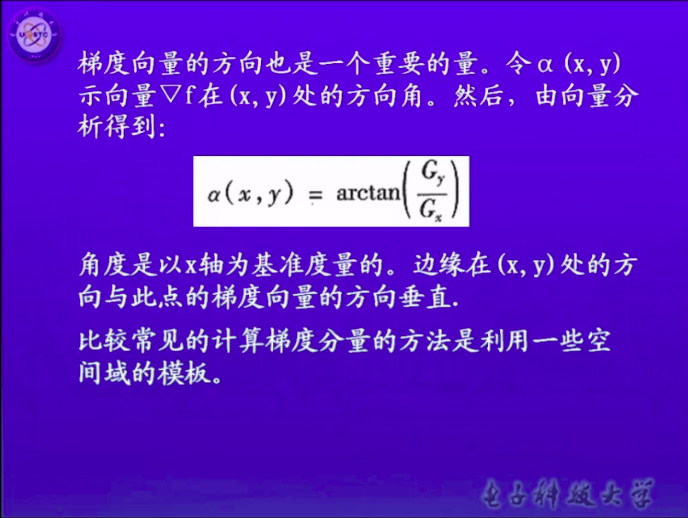 梯度向量的方向也是一个重要的量。令α(x,y)
示向量▽f在(x,y)处的方向角。然后，由向量分
析得到：
α(x,y) = arctan(G_y/G_x)
角度是以x轴为基准度量的。边缘在(x,y)处的方
向与此点的梯度向量的方向垂直.
比较常见的计算梯度分量的方法是利用一些空
间域的模板。
电子科技大学